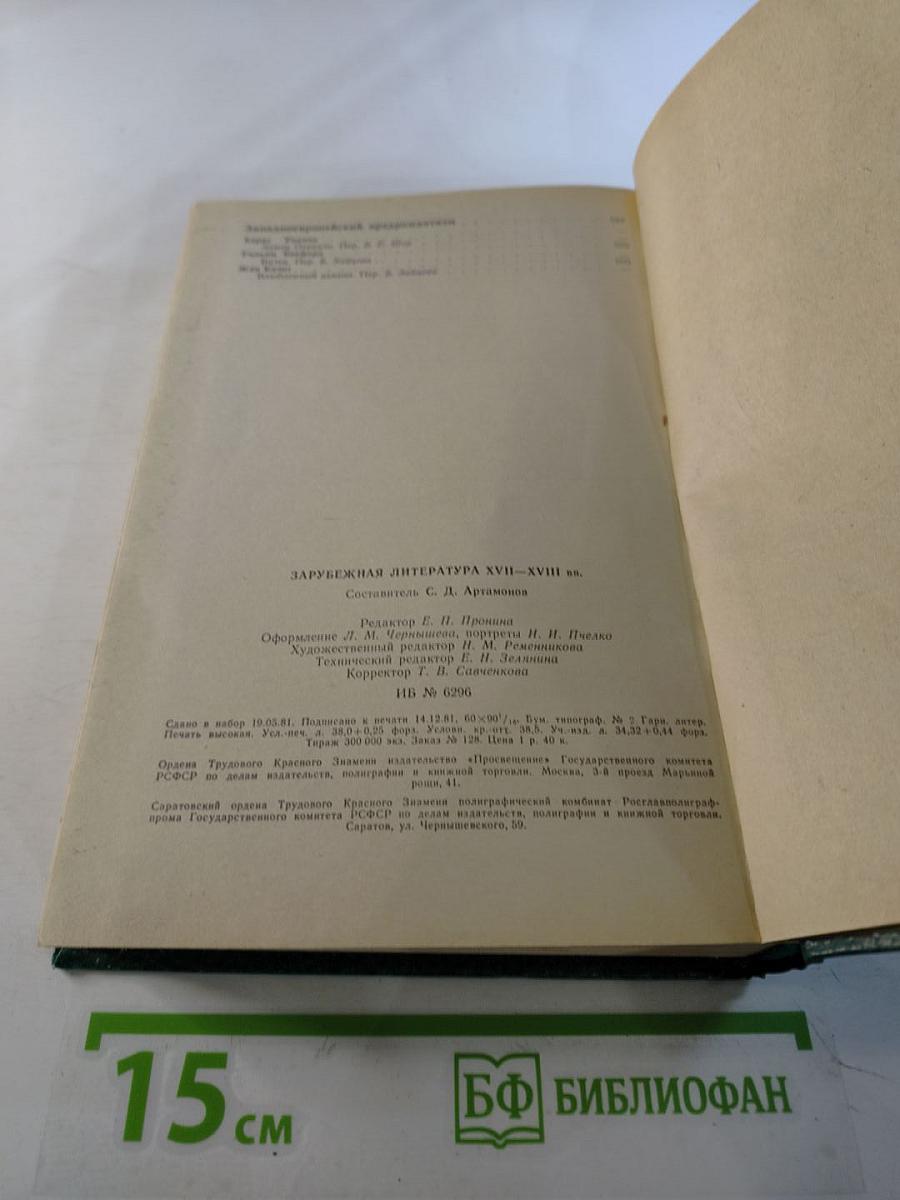 Западноевропейский предромантизм
ЗАРУБЕЖНАЯ ЛИТЕРАТУРА XVII—XVIII вв.
Составитель С. Д. Артамонов
Редактор Е. П. Пронина
Оформление Л. М. Чернышева, портреты Н. И. Пчелко
Художественный редактор Н. М. Ременникова
Технический редактор Е. Н. Зелянина
Корректор Т. В. Савченкова
ИБ № 6296
Сдано в набор 19.05.81. Подписано к печати 14.12.81. 60×90¹/₁₆. Бум. типограф. № 2. Гарн. литер.
Печать высокая. Усл.-печ. л. 38,0+0,25 форз. Условн. кр.-отт. 38,5. Уч.-изд. л. 34,32+0,44 форз.
Тираж 300 000 экз. Заказ № 128. Цена 1 р. 40 к.
Ордена Трудового Красного Знамени издательство «Просвещение» Государственного комитета
РСФСР по делам издательств, полиграфии и книжной торговли. Москва, 3-й проезд Марьиной
рощи, 41.
Саратовский ордена Трудового Красного Знамени полиграфический комбинат Росглавполиграф-
прома Государственного комитета РСФСР по делам издательств, полиграфии и книжной торговли.
Саратов, ул. Чернышевского, 59.
15 см
БФ БИБЛИОФАН